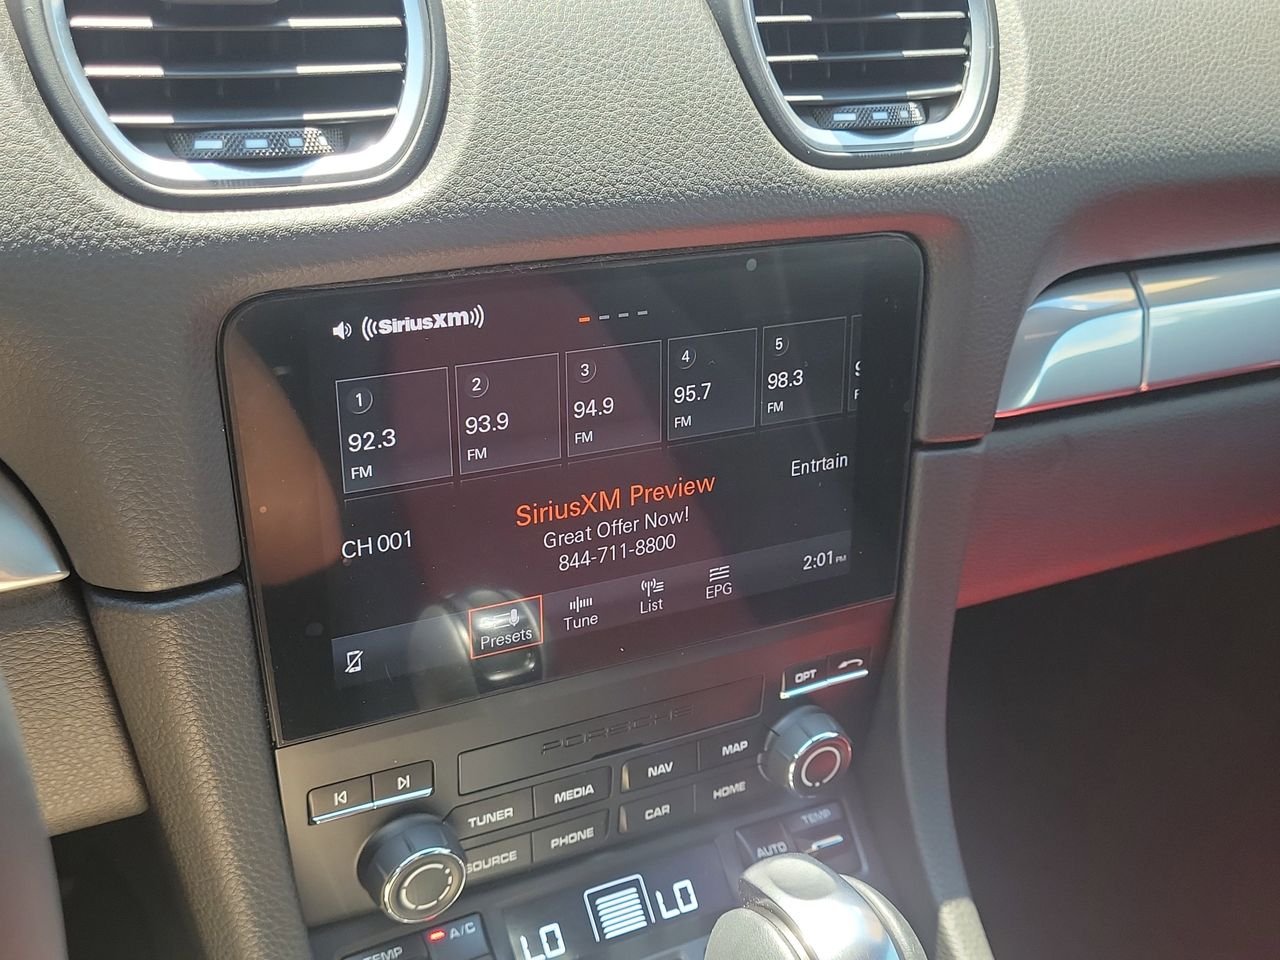 ((SiriusXM))
1
92.3
FM
2
93.9
FM
3
94.9
FM
4
95.7
FM
5
98.3
FM
CH 001
SiriusXM Preview
Great Offer Now!
844-711-8800
Entrtain
Presets
Tune
List
EPG
2:01 PM
OPT
PORSCHE
TUNER
MEDIA
NAV
MAP
SOURCE
PHONE
CAR
HOME
TEMP
AUTO
TEMP
A/C
LO
LO